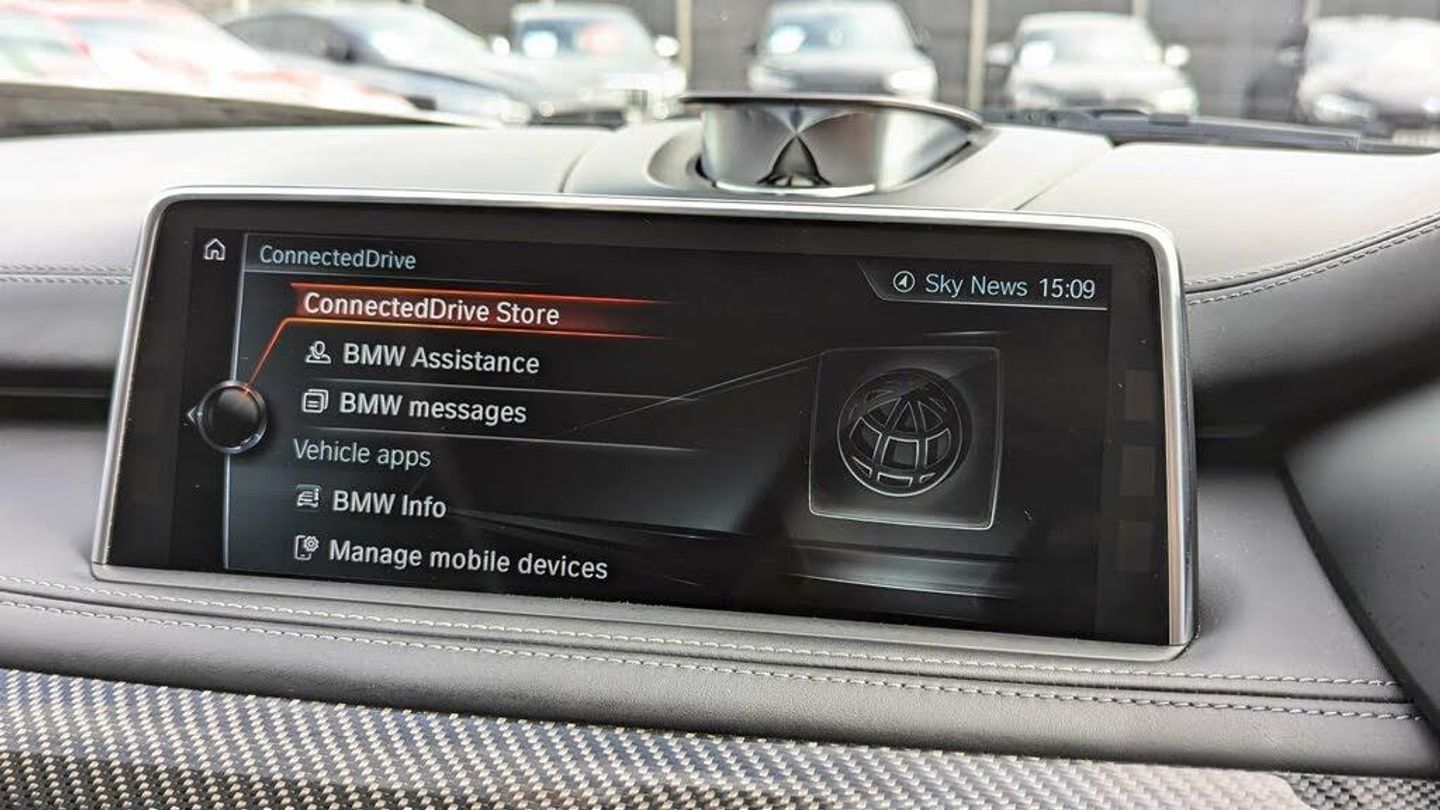 ConnectedDrive
Sky News 15:09
ConnectedDrive Store
BMW Assistance
BMW messages
Vehicle apps
BMW Info
Manage mobile devices